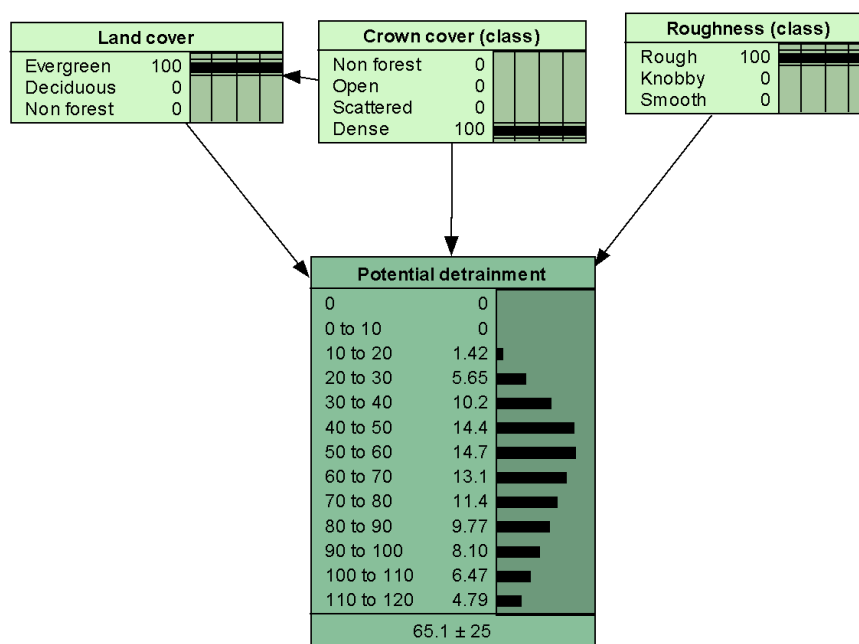 Land cover
Evergreen 100
Deciduous 0
Non forest 0
Crown cover (class)
Non forest 0
Open 0
Scattered 0
Dense 100
Roughness (class)
Rough 100
Knobby 0
Smooth 0
Potential detrainment
0 0
0 to 10 0
10 to 20 1.42
20 to 30 5.65
30 to 40 10.2
40 to 50 14.4
50 to 60 14.7
60 to 70 13.1
70 to 80 11.4
80 to 90 9.77
90 to 100 8.10
100 to 110 6.47
110 to 120 4.79
65.1 ± 25